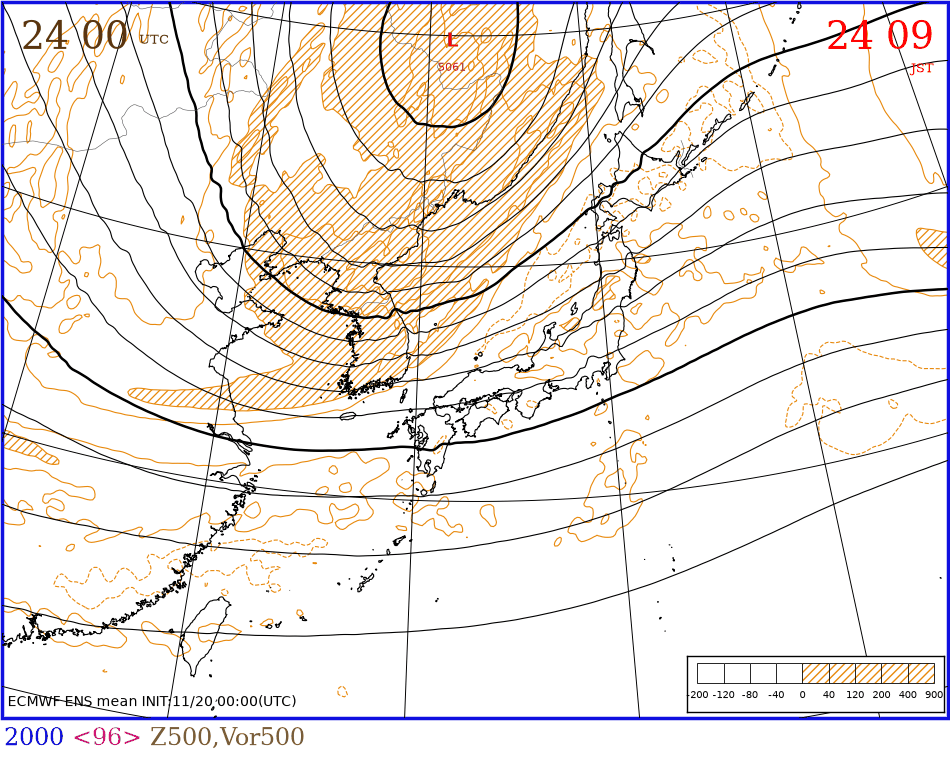 24 00 UTC
24 09
JST
L
5061
-200 -120 -80 -40 0 40 120 200 400 900
ECMWF ENS mean INIT:11/20 00:00(UTC)
2000 <96> Z500,Vor500